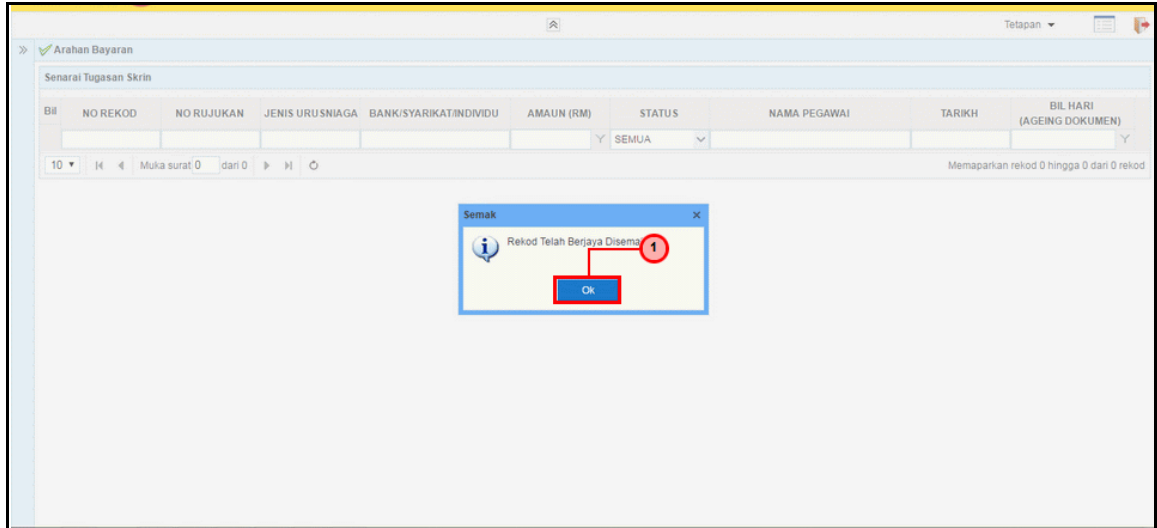 Tetapan
Arahan Bayaran
Senarai Tugasan Skrin
Bil NO REKOD NO RUJUKAN JENIS URUSNIAGA BANK/SYARIKAT/INDIVIDU AMAUN (RM) STATUS NAMA PEGAWAI TARIKH BIL HARI
(AGEING DOKUMEN)
SEMUA
10 Muka surat 0 dari 0 Memaparkan rekod 0 hingga 0 dari 0 rekod
Semak
Rekod Telah Berjaya
1
Ok